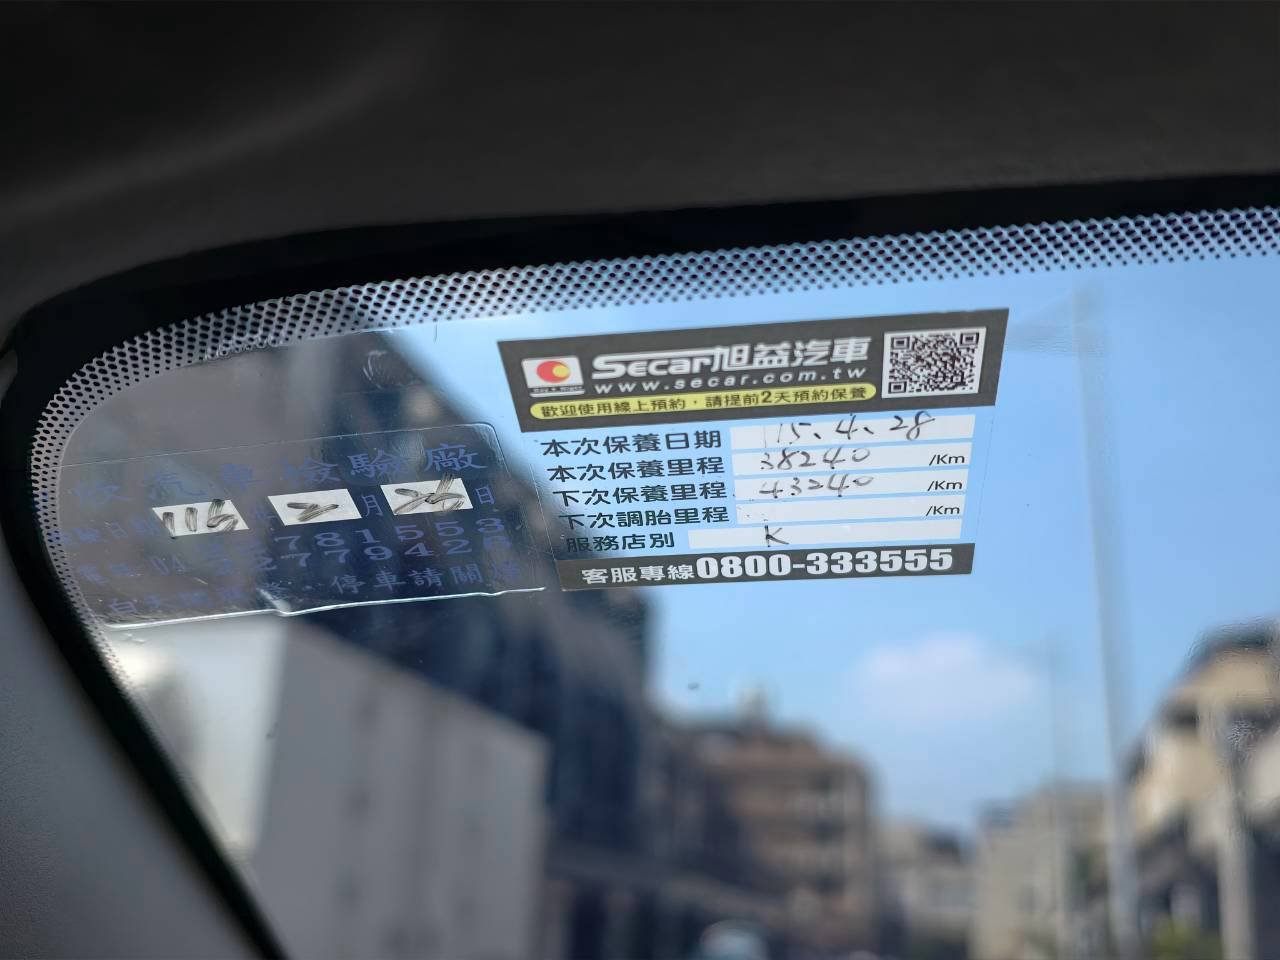 Secar旭益汽車
www.secar.com.tw
歡迎使用線上預約，請提前2天預約保養
本次保養日期 115、4、28
本次保養里程 38240 /Km
下次保養里程 43240 /Km
下次調胎里程 /Km
服務店別 K
客服專線0800-333555
汽車檢驗廠
116 2 月 日
781553
停車請關